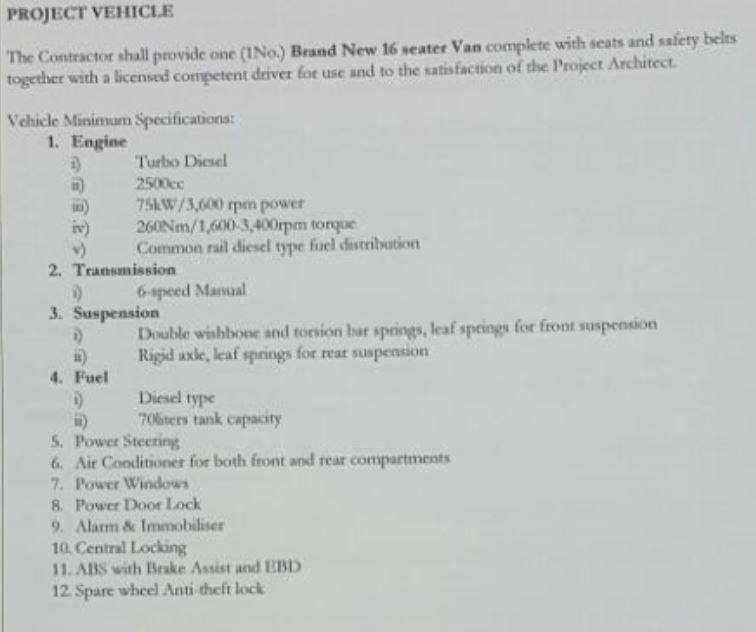 PROJECT VEHICLE
The Contractor shall provide one (1No.) Brand New 16 seater Van complete with seats and safety belts
together with a licensed competent driver for use and to the satisfaction of the Project Architect.
Vehicle Minimum Specifications:
1. Engine
i) Turbo Diesel
ii) 2500cc
iii) 75kW/3,600 rpm power
iv) 260Nm/1,600-3,400rpm torque
v) Common rail diesel type fuel distribution
2. Transmission
i) 6-speed Manual
3. Suspension
i) Double wishbone and torsion bar springs, leaf springs for front suspension
ii) Rigid axle, leaf springs for rear suspension
4. Fuel
i) Diesel type
ii) 70liters tank capacity
5. Power Steering
6. Air Conditioner for both front and rear compartments
7. Power Windows
8. Power Door Lock
9. Alarm & Immobiliser
10. Central Locking
11. ABS with Brake Assist and EBD
12. Spare wheel Anti-theft lock